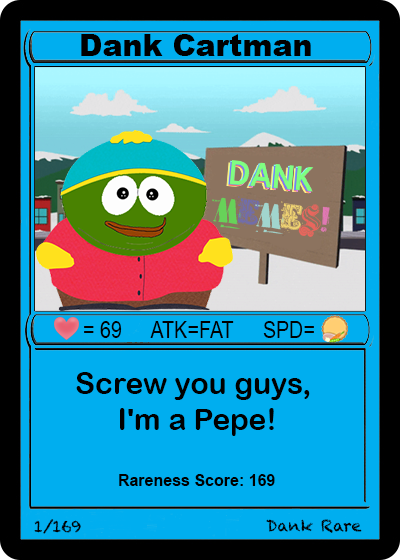 Dank Cartman
DANK
MEMES!
= 69 ATK=FAT SPD=
Screw you guys,
I'm a Pepe!
Rareness Score: 169
1/169 Dank Rare